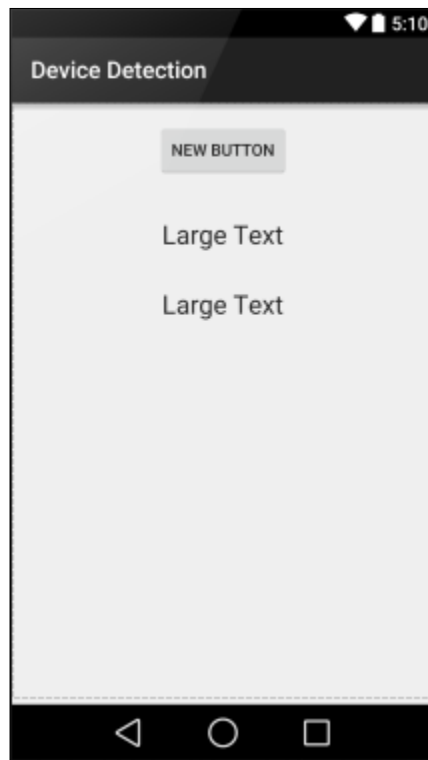 5:10
Device Detection
NEW BUTTON
Large Text
Large Text